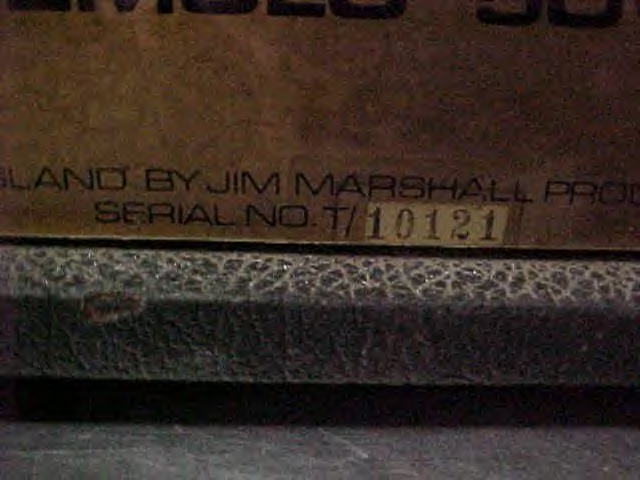 GLAND BY JIM MARSHALL PROD
SERIAL NO. T/ 10121